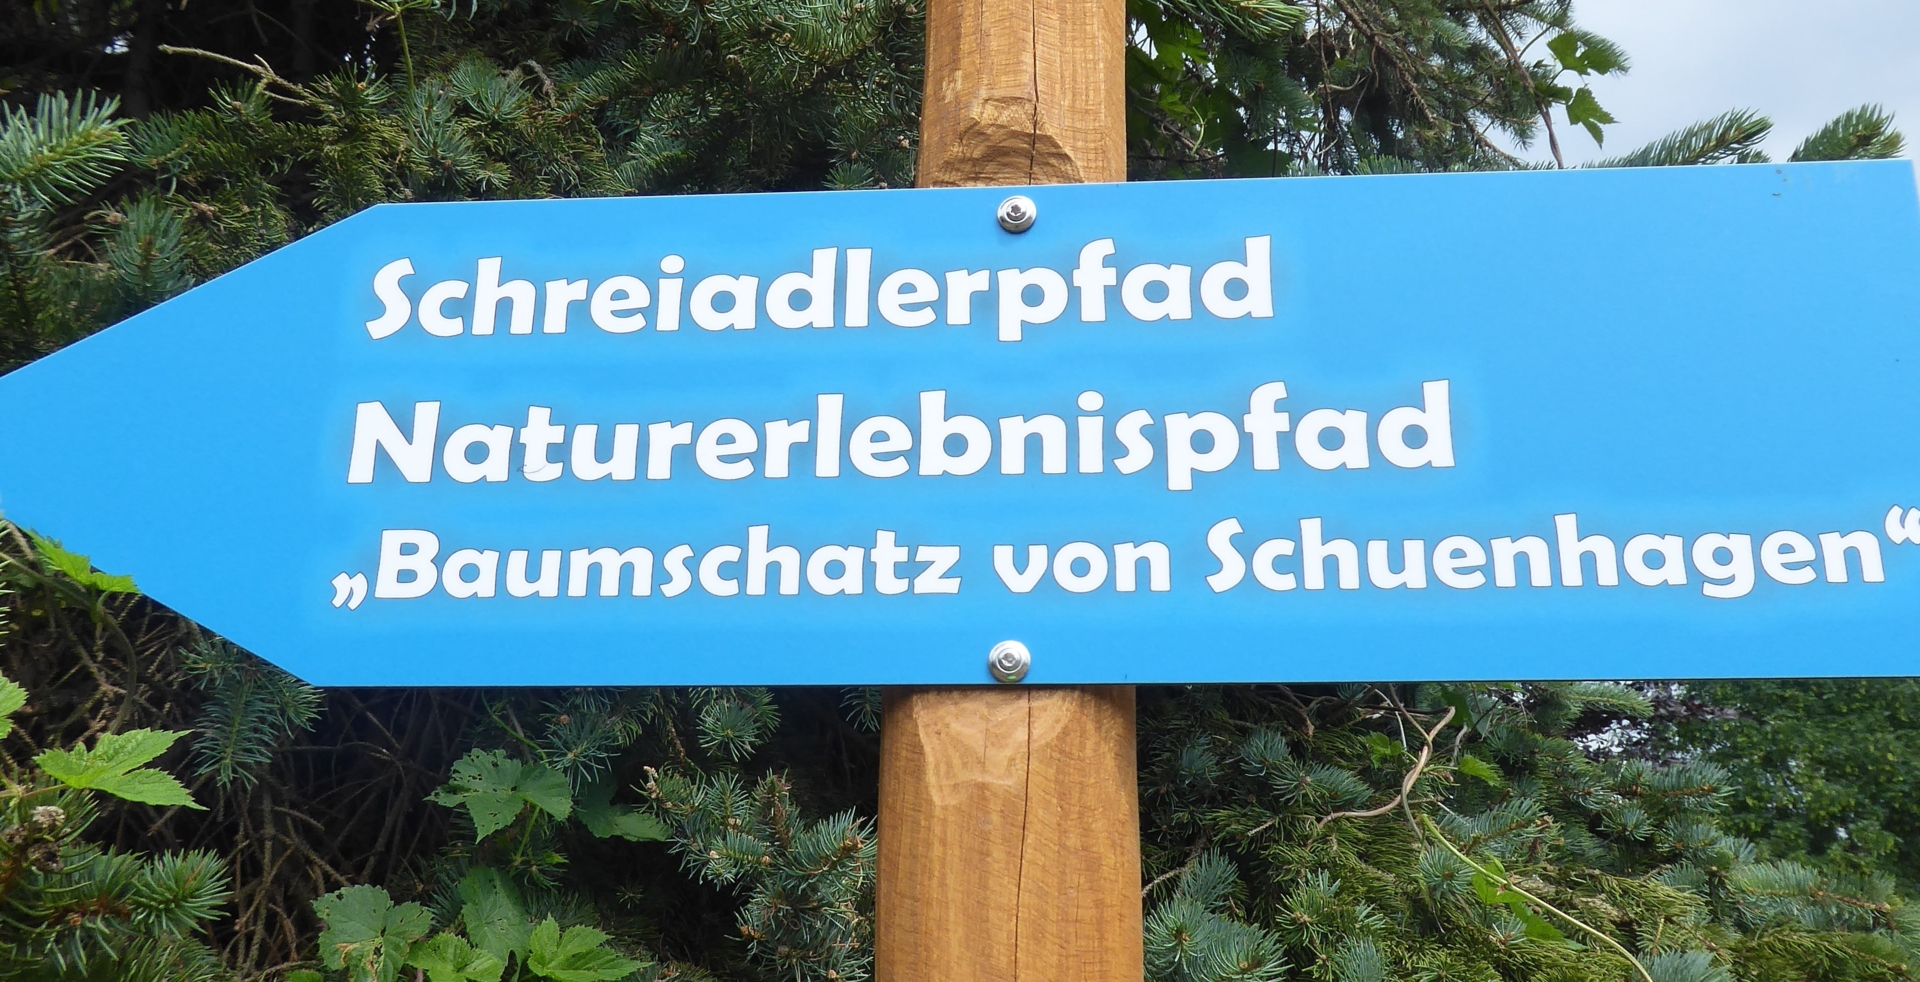 Schreiadlerpfad
Naturerlebnispfad
„Baumschatz von Schuenhagen“